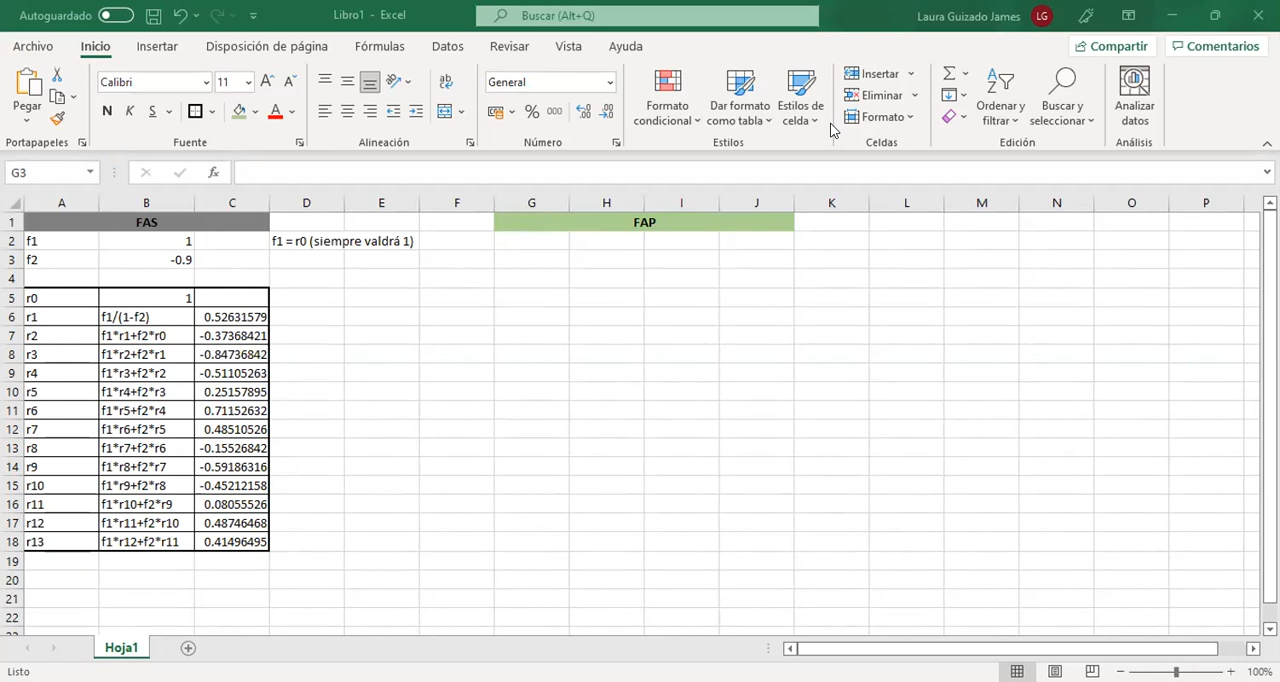 Autoguardado
Libro1 - Excel
Buscar (Alt+Q)
Laura Guizado James
LG
Archivo Inicio Insertar Disposición de página Fórmulas Datos Revisar Vista Ayuda
Compartir Comentarios
Pegar
Calibri 11
N K S
General
% 000
Formato condicional
Dar formato como tabla
Estilos de celda
Insertar
Eliminar
Formato
Ordenar y filtrar
Buscar y seleccionar
Analizar datos
Portapapeles Fuente Alineación Número Estilos Celdas Edición Análisis
G3 fx
A B C D E F G H I J K L M N O P
1 FAS FAP
2 f1 1 f1 = r0 (siempre valdrá 1)
3 f2 -0.9
4
5 r0 1
6 r1 f1/(1-f2) 0.52631579
7 r2 f1*r1+f2*r0 -0.37368421
8 r3 f1*r2+f2*r1 -0.84736842
9 r4 f1*r3+f2*r2 -0.51105263
10 r5 f1*r4+f2*r3 0.25157895
11 r6 f1*r5+f2*r4 0.71152632
12 r7 f1*r6+f2*r5 0.48510526
13 r8 f1*r7+f2*r6 -0.15526842
14 r9 f1*r8+f2*r7 -0.59186316
15 r10 f1*r9+f2*r8 -0.45212158
16 r11 f1*r10+f2*r9 0.08055526
17 r12 f1*r11+f2*r10 0.48746468
18 r13 f1*r12+f2*r11 0.41496495
19
20
21
22
Hoja1
Listo
100%